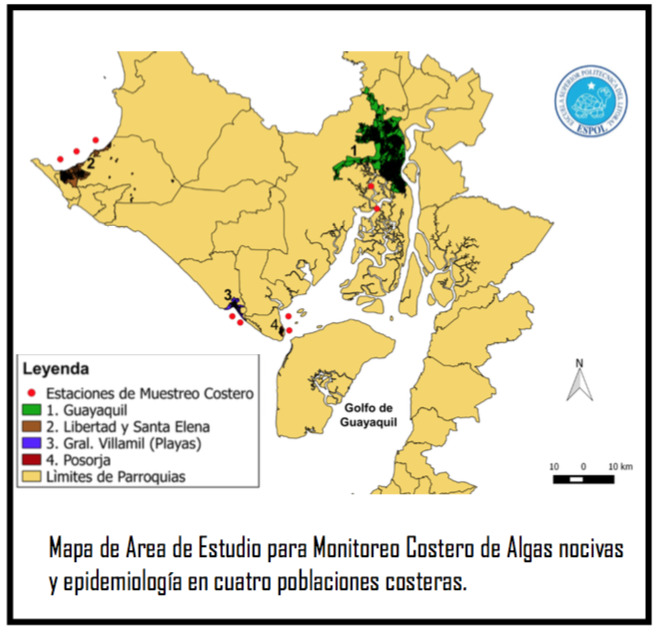 ESCUELA SUPERIOR POLITECNICA DEL LITORAL
ESPOL
1
2
3
4
Leyenda
Estaciones de Muestreo Costero
1. Guayaquil
2. Libertad y Santa Elena
3. Gral. Villamil (Playas)
4. Posorja
Límites de Parroquias
Golfo de
Guayaquil
N
10 0 10 km
Mapa de Area de Estudio para Monitoreo Costero de Algas nocivas
y epidemiología en cuatro poblaciones costeras.